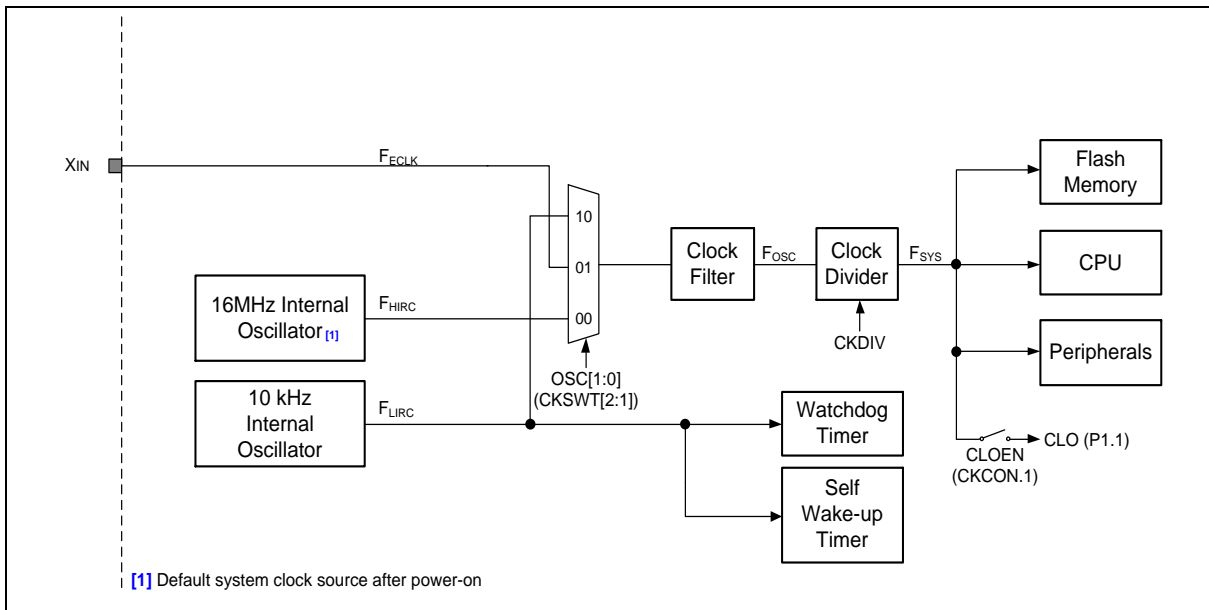 XIN
FECLK
10
01
00
16MHz Internal
Oscillator[1]
FHIRC
OSC[1:0]
(CKSWT[2:1])
10 kHz
Internal
Oscillator
FLIRC
Clock
Filter
FOSC
Clock
Divider
CKDIV
FSYS
Flash
Memory
CPU
Peripherals
CLOEN
(CKCON.1)
CLO (P1.1)
Watchdog
Timer
Self
Wake-up
Timer
[1] Default system clock source after power-on